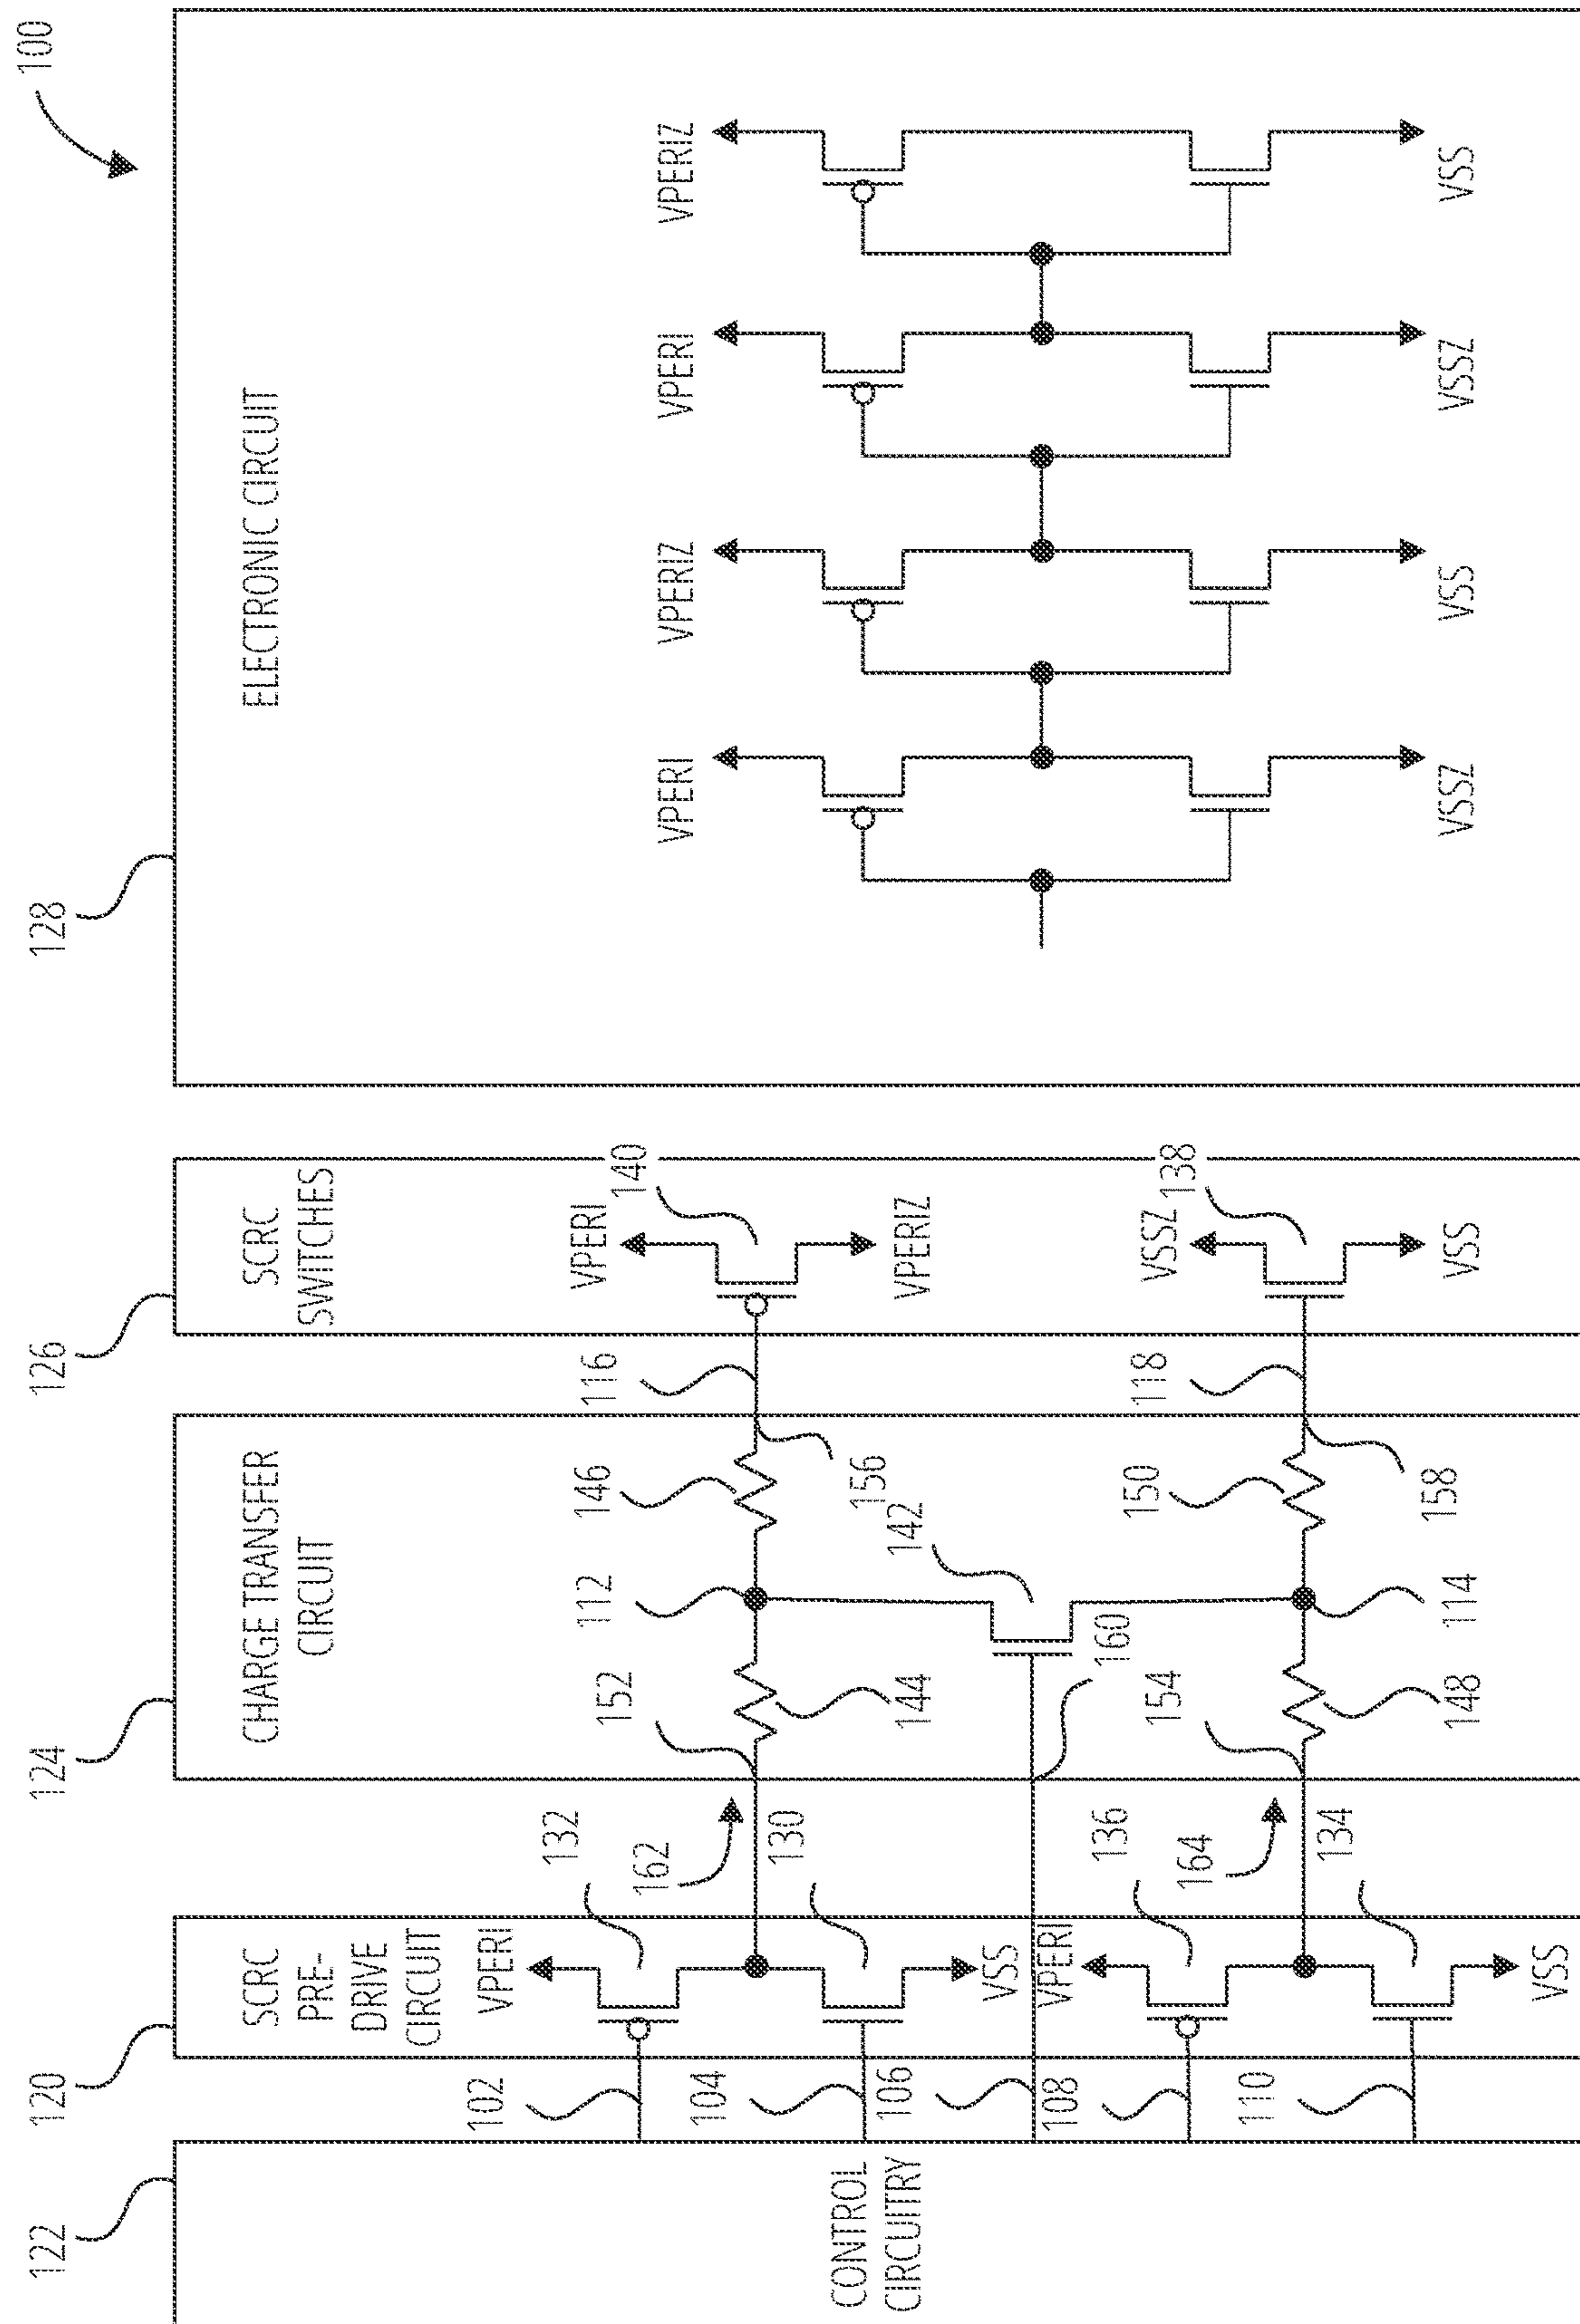 100
122
120
124
126
128
CONTROL
CIRCUITRY
SCRC
PRE-
DRIVE
CIRCUIT
CHARGE TRANSFER
CIRCUIT
SCRC
SWITCHES
ELECTRONIC CIRCUIT
102
104
106
108
110
VPERI
132
162
130
VSS
VPERI
136
164
134
VSS
152
144
112
146
156
142
160
154
148
114
150
158
116
118
VPERI
140
VPERIZ
VSSZ
138
VSS
VPERI
VPERIZ
VPERI
VPERIZ
VSSZ
VSS
VSSZ
VSS